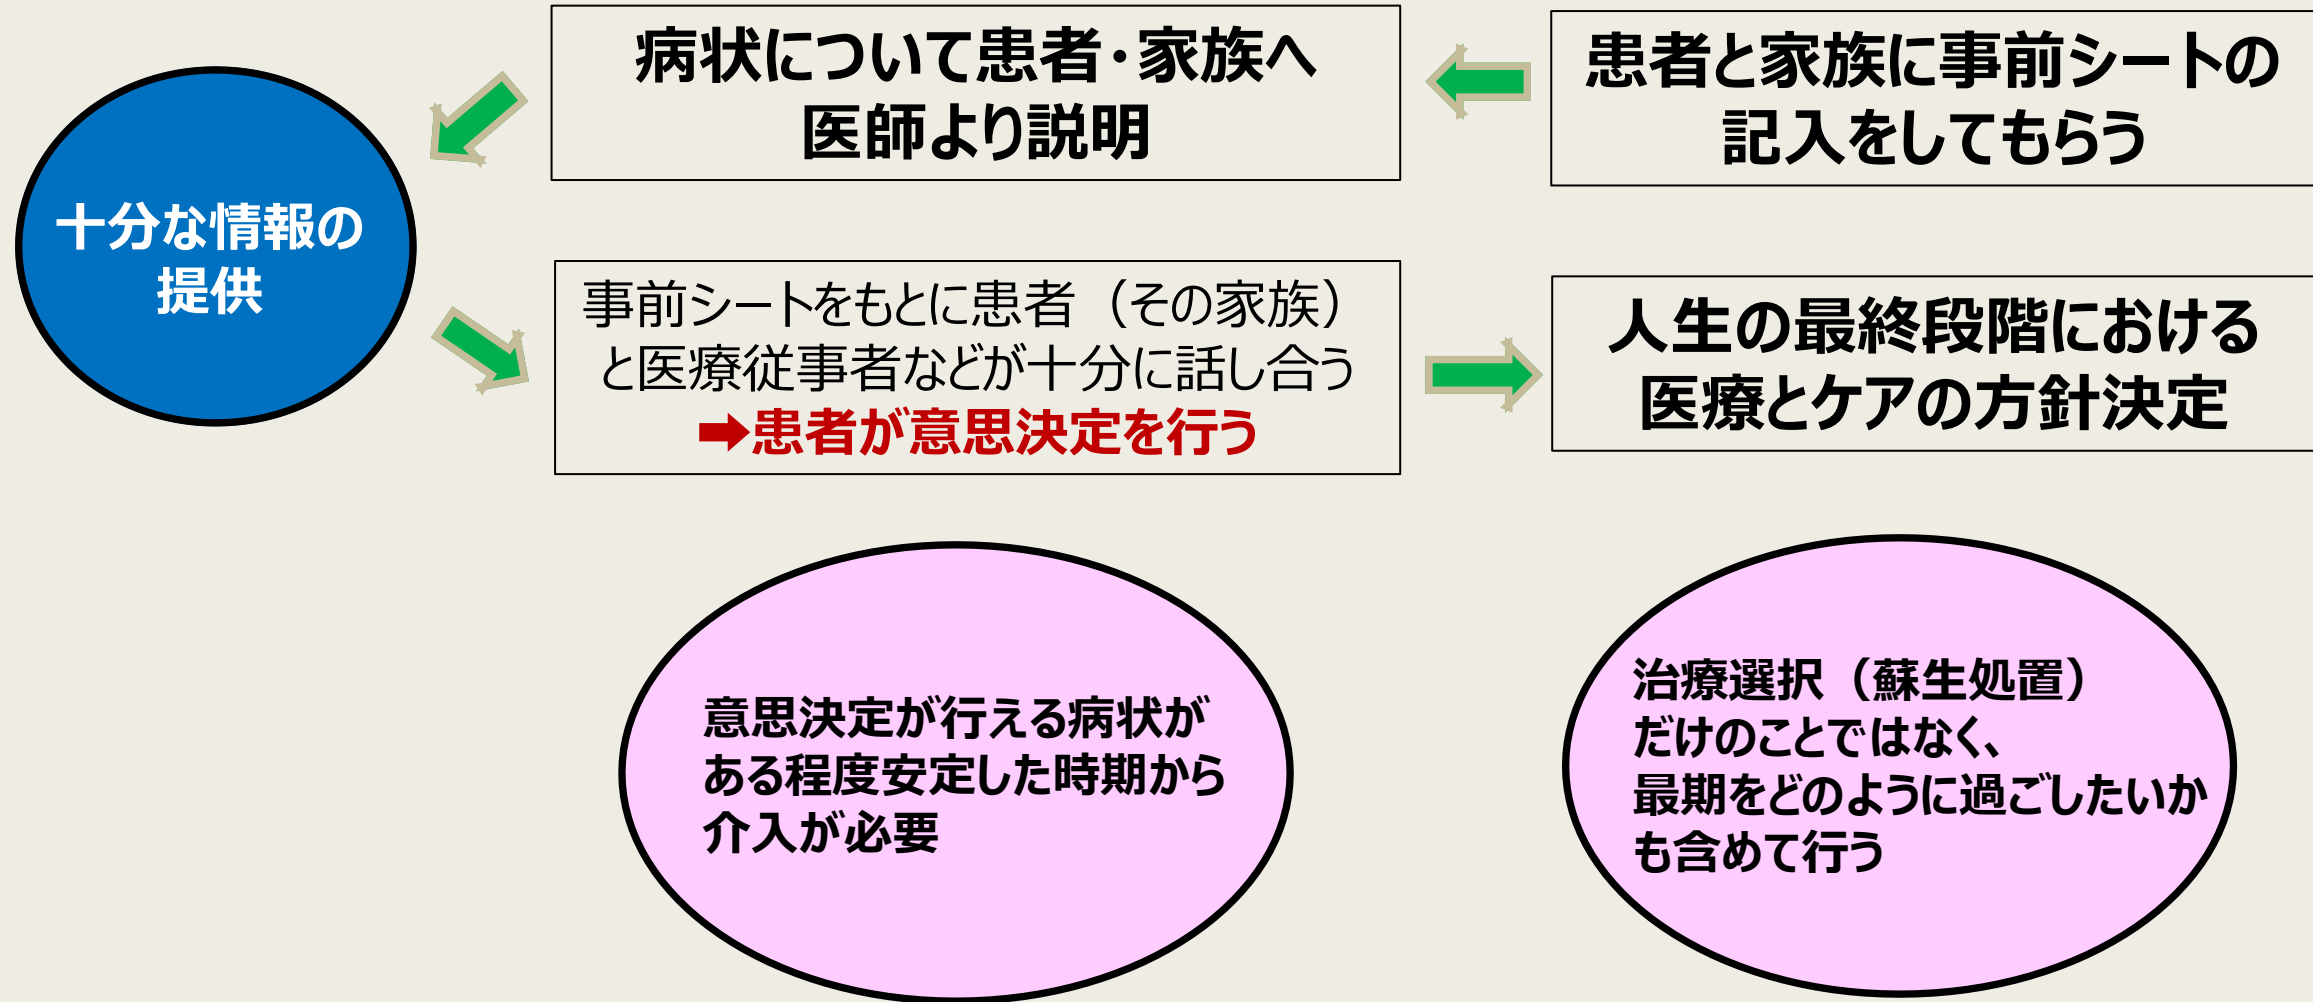 病状について患者・家族へ
医師より説明
患者と家族に事前シートの
記入をしてもらう
十分な情報の
提供
事前シートをもとに患者（その家族）
と医療従事者などが十分に話し合う
➡患者が意思決定を行う
人生の最終段階における
医療とケアの方針決定
意思決定が行える病状が
ある程度安定した時期から
介入が必要
治療選択（蘇生処置）
だけのことではなく、
最期をどのように過ごしたいか
も含めて行う